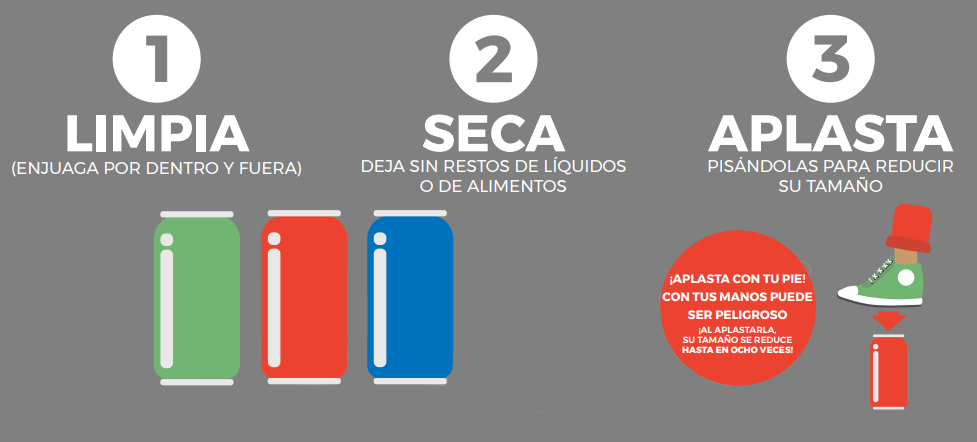 1
LIMPIA
(ENJUAGA POR DENTRO Y FUERA)
2
SECA
DEJA SIN RESTOS DE LÍQUIDOS
O DE ALIMENTOS
3
APLASTA
PISÁNDOLAS PARA REDUCIR
SU TAMAÑO
¡APLASTA CON TU PIE!
CON TUS MANOS PUEDE
SER PELIGROSO
¡AL APLASTARLA,
SU TAMAÑO SE REDUCE
HASTA EN OCHO VECES!